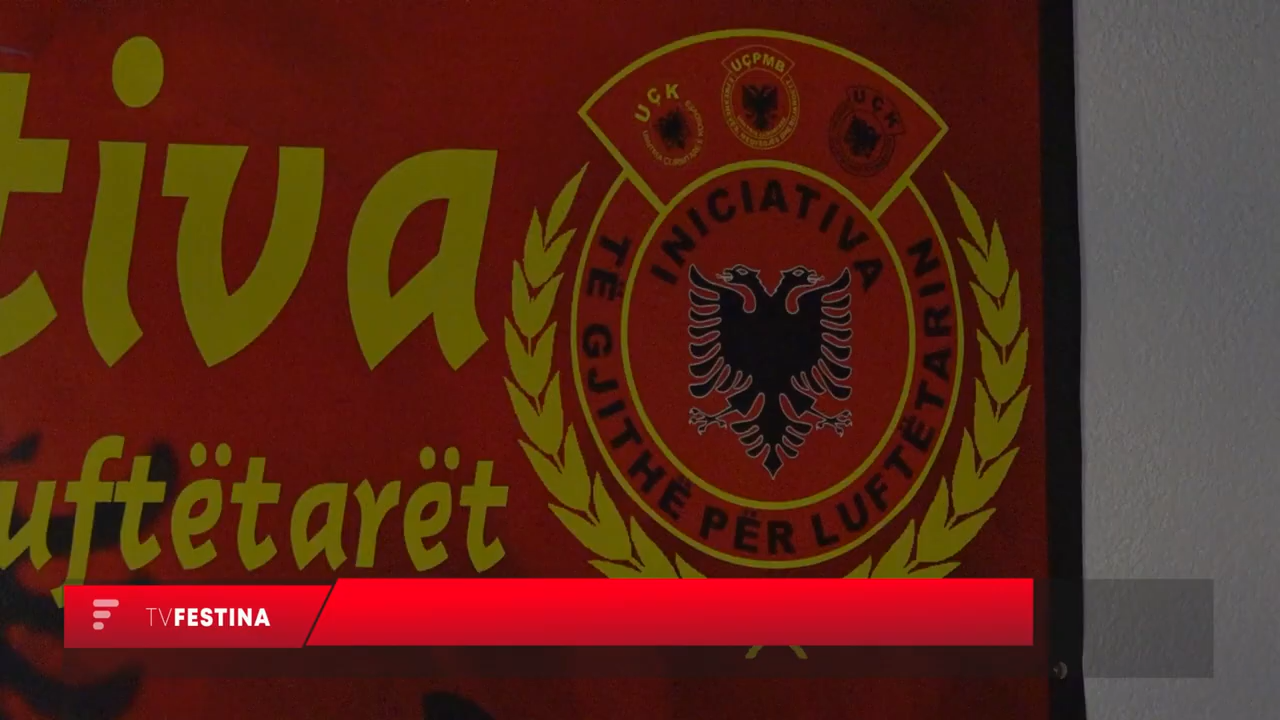 tiva
uftëtarët
UÇK
UÇPMB
UÇK
INICIATIVA
TË GJITHË PËR LUFTËTARIN
TVFESTINA